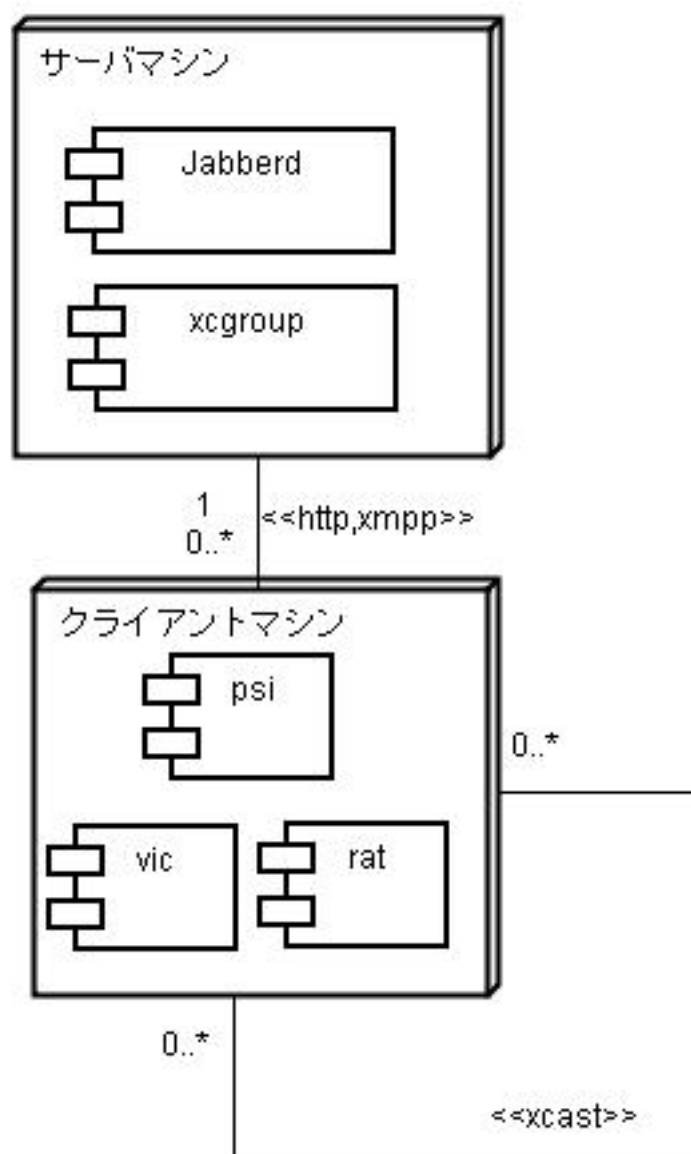 サーバマシン
Jabberd
xcgroup
1
<<http,xmpp>>
0..*
クライアントマシン
psi
0..*
vic
rat
0..*
<<xcast>>